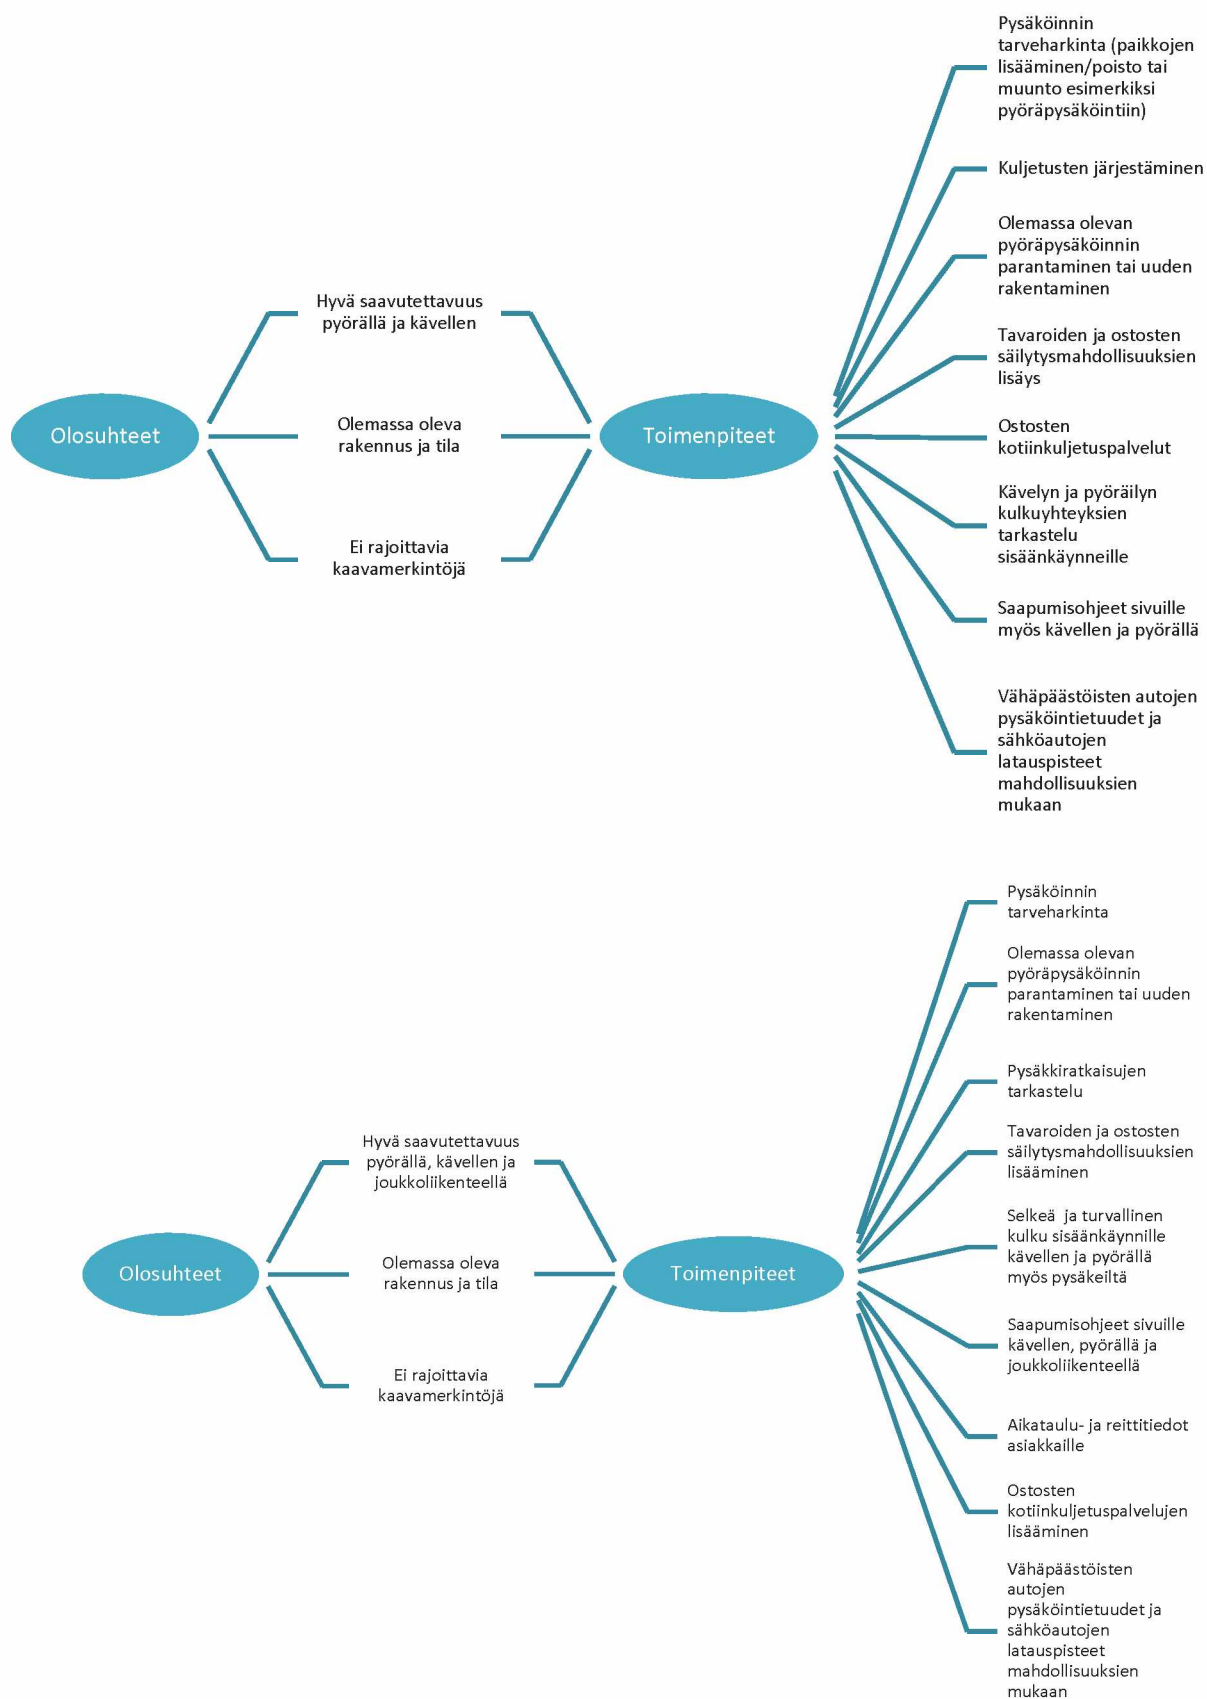 Olosuhteet
Hyvä saavutettavuus
pyörällä ja kävellen
Olemassa oleva
rakennus ja tila
Ei rajoittavia
kaavamerkintöjä
Toimenpiteet
Pysäköinnin
tarveharkinta (paikkojen
lisääminen/poisto tai
muunto esimerkiksi
pyöräpysäköintiin)
Kuljetusten järjestäminen
Olemassa olevan
pyöräpysäköinnin
parantaminen tai uuden
rakentaminen
Tavaroiden ja ostosten
säilytysmahdollisuuksien
lisäys
Ostosten
kotiinkuljetuspalvelut
Kävelyn ja pyöräilyn
kulkuyhteyksien
tarkastelu
sisäänkäynneille
Saapumisohjeet sivuille
myös kävellen ja pyörällä
Vähäpäästöisten autojen
pysäköintietuudet ja
sähköautojen
latauspisteet
mahdollisuuksien
mukaan
Olosuhteet
Hyvä saavutettavuus
pyörällä, kävellen ja
joukkoliikenteellä
Olemassa oleva
rakennus ja tila
Ei rajoittavia
kaavamerkintöjä
Toimenpiteet
Pysäköinnin
tarveharkinta
Olemassa olevan
pyöräpysäköinnin
parantaminen tai uuden
rakentaminen
Pysäkkiratkaisujen
tarkastelu
Tavaroiden ja ostosten
säilytysmahdollisuuksien
lisääminen
Selkeä ja turvallinen
kulku sisäänkäynnille
kävellen ja pyörällä
myös pysäkeiltä
Saapumisohjeet sivuille
kävellen, pyörällä ja
joukkoliikenteellä
Aikataulu- ja reittitiedot
asiakkaille
Ostosten
kotiinkuljetuspalvelujen
lisääminen
Vähäpäästöisten
autojen
pysäköintietuudet ja
sähköautojen
latauspisteet
mahdollisuuksien
mukaan